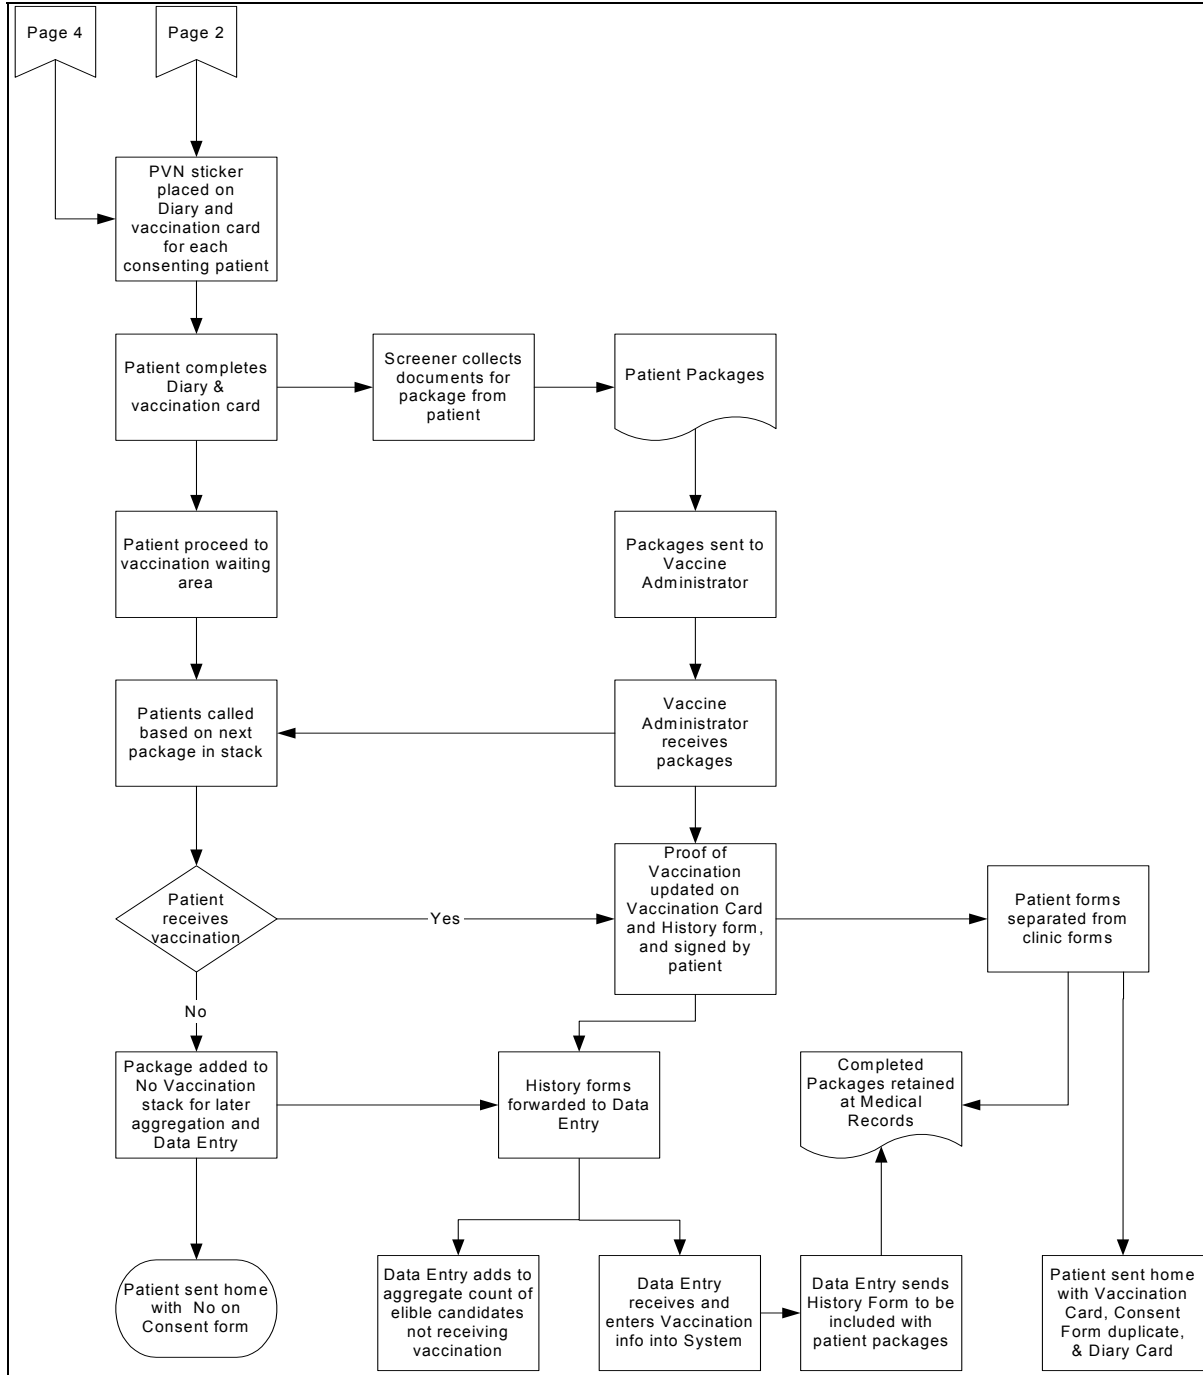 Page 4
Page 2
PVN sticker
placed on
Diary and
vaccination card
for each
consenting patient
Patient completes
Diary &
vaccination card
Screener collects
documents for
package from
patient
Patient Packages
Patient proceed to
vaccination waiting
area
Packages sent to
Vaccine
Administrator
Patients called
based on next
package in stack
Vaccine
Administrator
receives
packages
Patient
receives
vaccination
Yes
Proof of
Vaccination
updated on
Vaccination Card
and History form,
and signed by
patient
Patient forms
separated from
clinic forms
No
Package added to
No Vaccination
stack for later
aggregation and
Data Entry
History forms
forwarded to Data
Entry
Completed
Packages retained
at Medical
Records
Patient sent home
with No on
Consent form
Data Entry adds to
aggregate count of
elible candidates
not receiving
vaccination
Data Entry
receives and
enters Vaccination
info into System
Data Entry sends
History Form to be
included with
patient packages
Patient sent home
with Vaccination
Card, Consent
Form duplicate,
& Diary Card